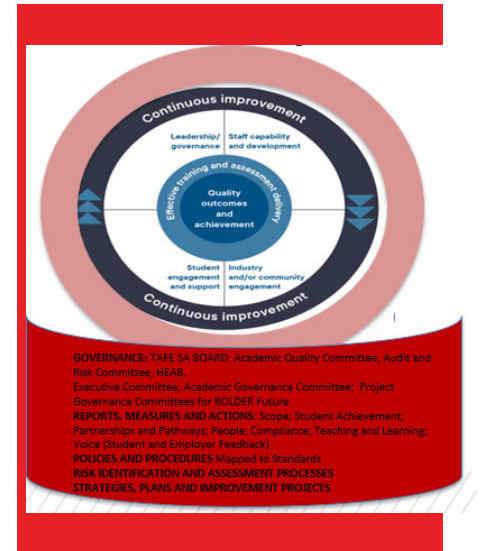 Continuous improvement
Leadership/
governance
Staff capability
and development
Effective training and assessment delivery
Quality
outcomes
and
achievement
Student
engagement
and support
Industry
and/or community
engagement
Continuous improvement
GOVERNANCE: TAFE SA BOARD: Academic Quality Committee, Audit and
Risk Committee, HEAB.
Executive Committee; Academic Governance Committee; Project
Governance Committees for BOLDER Future
REPORTS, MEASURES AND ACTIONS: Scope; Student Achievement;
Partnerships and Pathways; People; Compliance; Teaching and Learning;
Voice (Student and Employer Feedback).
POLICIES AND PROCEDURES Mapped to Standards
RISK IDENTIFICATION AND ASSESSMENT PROCESSES
STRATEGIES, PLANS AND IMPROVEMENT PROJECTS